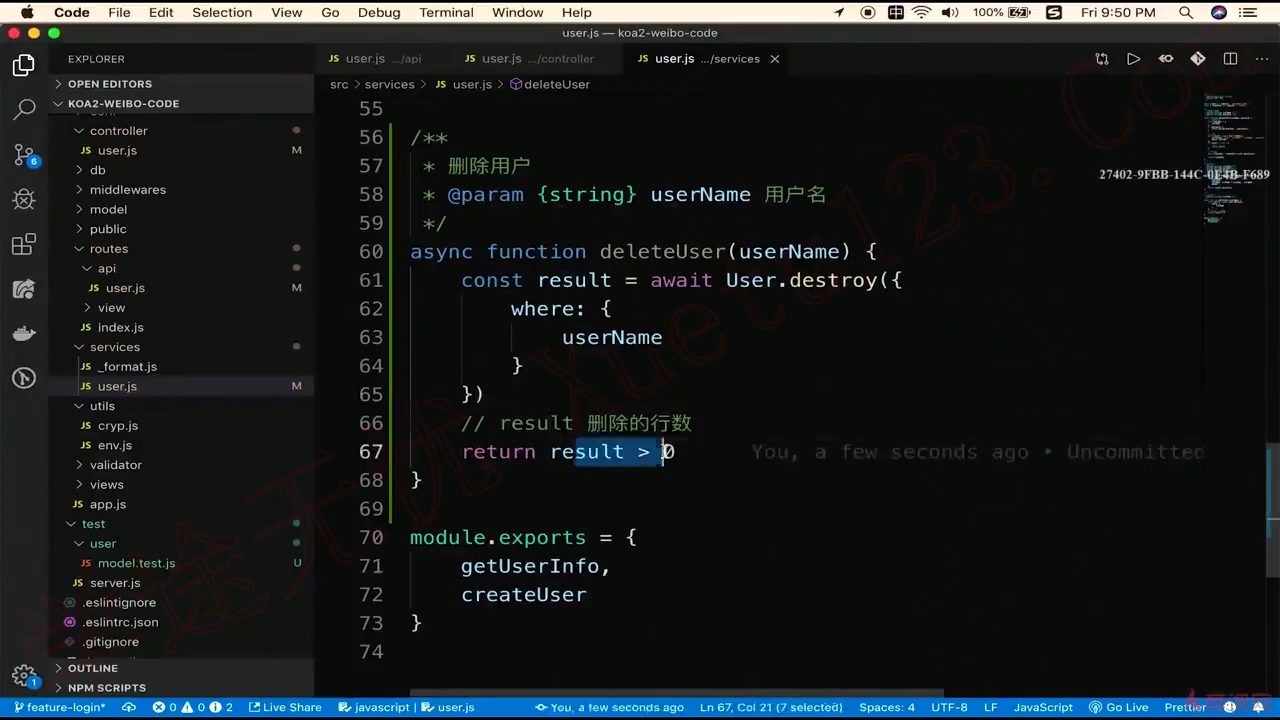 Code File Edit Selection View Go Debug Terminal Window Help 100% Fri 9:50 PM
user.js — koa2-weibo-code
EXPLORER
OPEN EDITORS
KOA2-WEIBO-CODE
controller
user.js M
db
middlewares
model
public
routes
api
user.js M
view
index.js
services
_format.js
user.js M
utils
cryp.js
env.js
validator
views
app.js
test
user
model.test.js U
server.js
.eslintignore
.eslintrc.json
.gitignore
OUTLINE
NPM SCRIPTS
user.js .../api user.js .../controller user.js .../services
src > services > user.js > deleteUser
55
56 /**
57 * 删除用户
58 * @param {string} userName 用户名
59 */
60 async function deleteUser(userName) {
61 const result = await User.destroy({
62 where: {
63 userName
64 }
65 })
66 // result 删除的行数
67 return result > 0 You, a few seconds ago • Uncommitted
68 }
69
70 module.exports = {
71 getUserInfo,
72 createUser
73 }
74
27402-9FBB-144C-0E4B-F689
feature-login* 0 0 2 Live Share javascript | user.js You, a few seconds ago Ln 67, Col 21 (7 selected) Spaces: 4 UTF-8 LF JavaScript Go Live Prettier